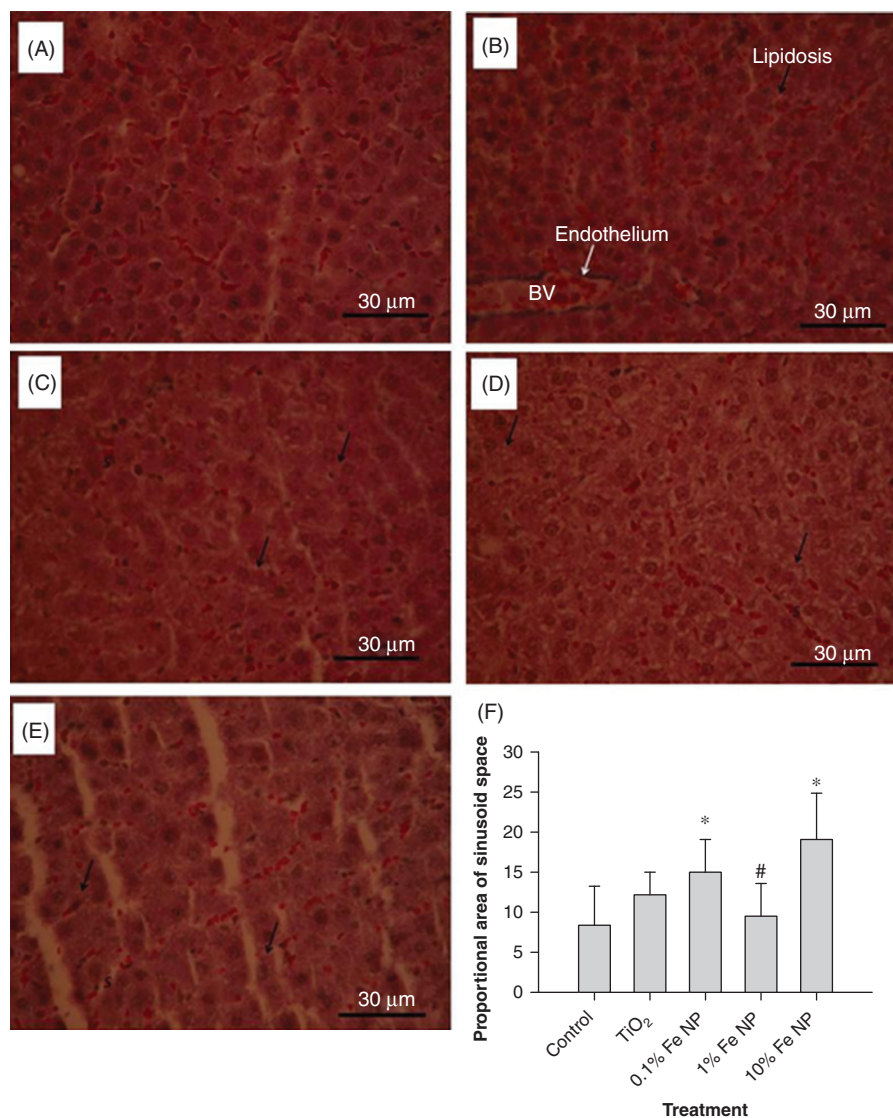 (A)
30 μm
(B)
Lipidosis
s
Endothelium
BV
30 μm
(C)
s
30 μm
(D)
s
30 μm
(E)
s
30 μm
(F)
Proportional area of sinusoid space
30
25
20
15
10
5
0
*
#
*
Control
TiO₂
0.1% Fe NP
1% Fe NP
10% Fe NP
Treatment